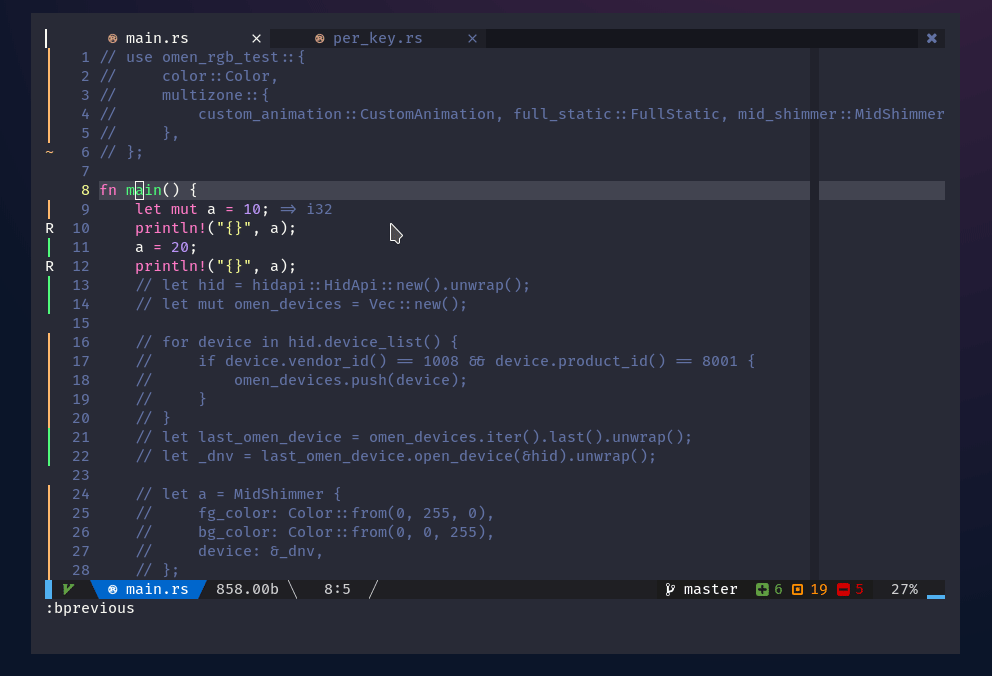 main.rs × per_key.rs ×
1 // use omen_rgb_test::{
2 //     color::Color,
3 //     multizone::{
4 //         custom_animation::CustomAnimation, full_static::FullStatic, mid_shimmer::MidShimmer
5 //     },
~ 6 // };
7
8 fn main() {
9     let mut a = 10; => i32
R 10     println!("{}", a);
11     a = 20;
R 12     println!("{}", a);
13     // let hid = hidapi::HidApi::new().unwrap();
14     // let mut omen_devices = Vec::new();
15
16     // for device in hid.device_list() {
17     //     if device.vendor_id() == 1008 && device.product_id() == 8001 {
18     //         omen_devices.push(device);
19     //     }
20     // }
21     // let last_omen_device = omen_devices.iter().last().unwrap();
22     // let _dnv = last_omen_device.open_device(&hid).unwrap();
23
24     // let a = MidShimmer {
25     //     fg_color: Color::from(0, 255, 0),
26     //     bg_color: Color::from(0, 0, 255),
27     //     device: &_dnv,
28     // };
main.rs 858.00b 8:5 master 6 19 5 27%
:bprevious